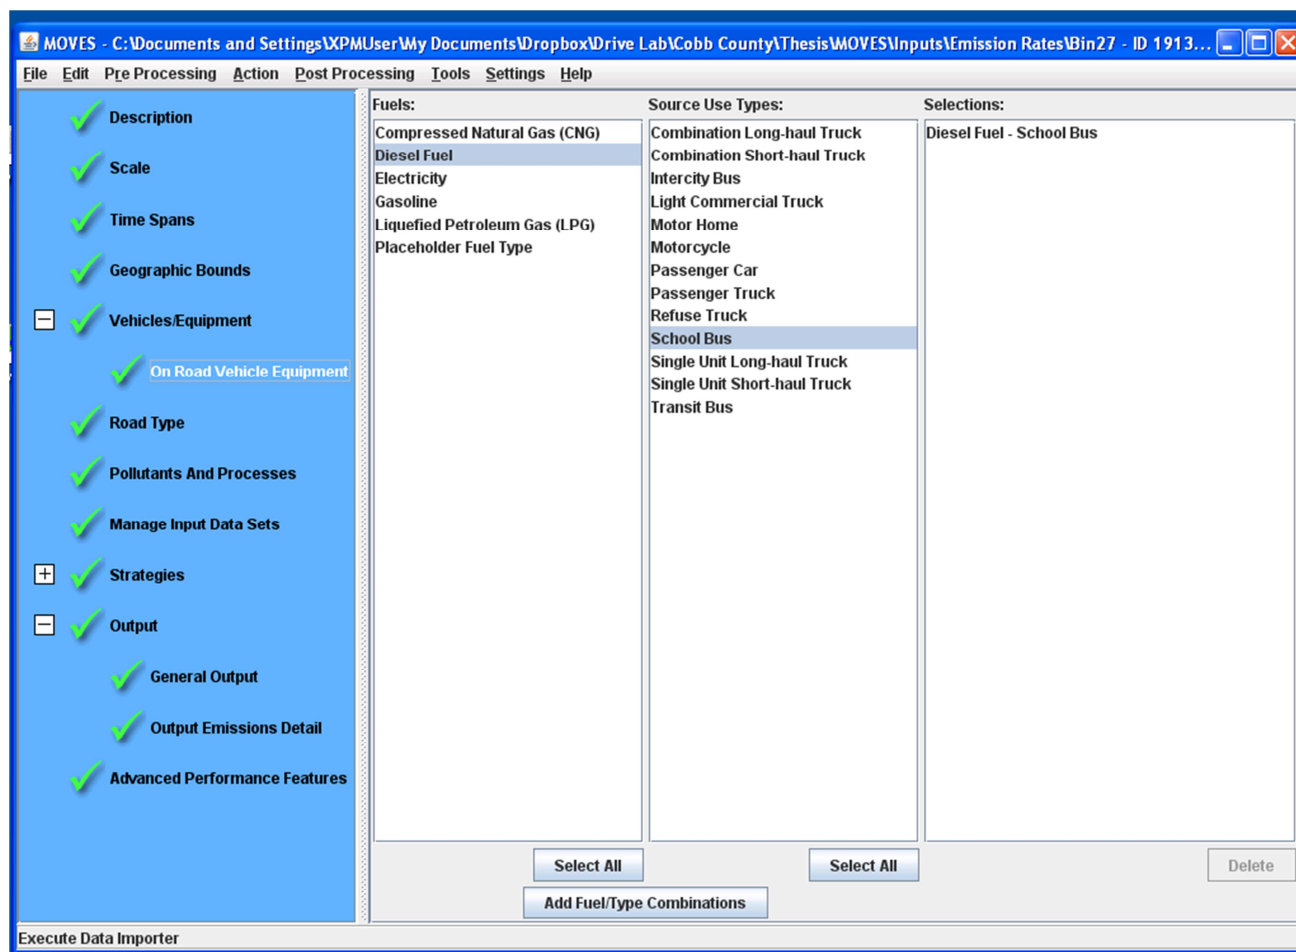 MOVES - C:\Documents and Settings\XPMUser\My Documents\Dropbox\Drive Lab\Cobb County\Thesis\MOVES\Inputs\Emission Rates\Bin27 - ID 1913...
File Edit Pre Processing Action Post Processing Tools Settings Help
Description
Scale
Time Spans
Geographic Bounds
Vehicles/Equipment
On Road Vehicle Equipment
Road Type
Pollutants And Processes
Manage Input Data Sets
Strategies
Output
General Output
Output Emissions Detail
Advanced Performance Features
Fuels:
Compressed Natural Gas (CNG)
Diesel Fuel
Electricity
Gasoline
Liquefied Petroleum Gas (LPG)
Placeholder Fuel Type
Select All
Source Use Types:
Combination Long-haul Truck
Combination Short-haul Truck
Intercity Bus
Light Commercial Truck
Motor Home
Motorcycle
Passenger Car
Passenger Truck
Refuse Truck
School Bus
Single Unit Long-haul Truck
Single Unit Short-haul Truck
Transit Bus
Select All
Selections:
Diesel Fuel - School Bus
Delete
Add Fuel/Type Combinations
Execute Data Importer